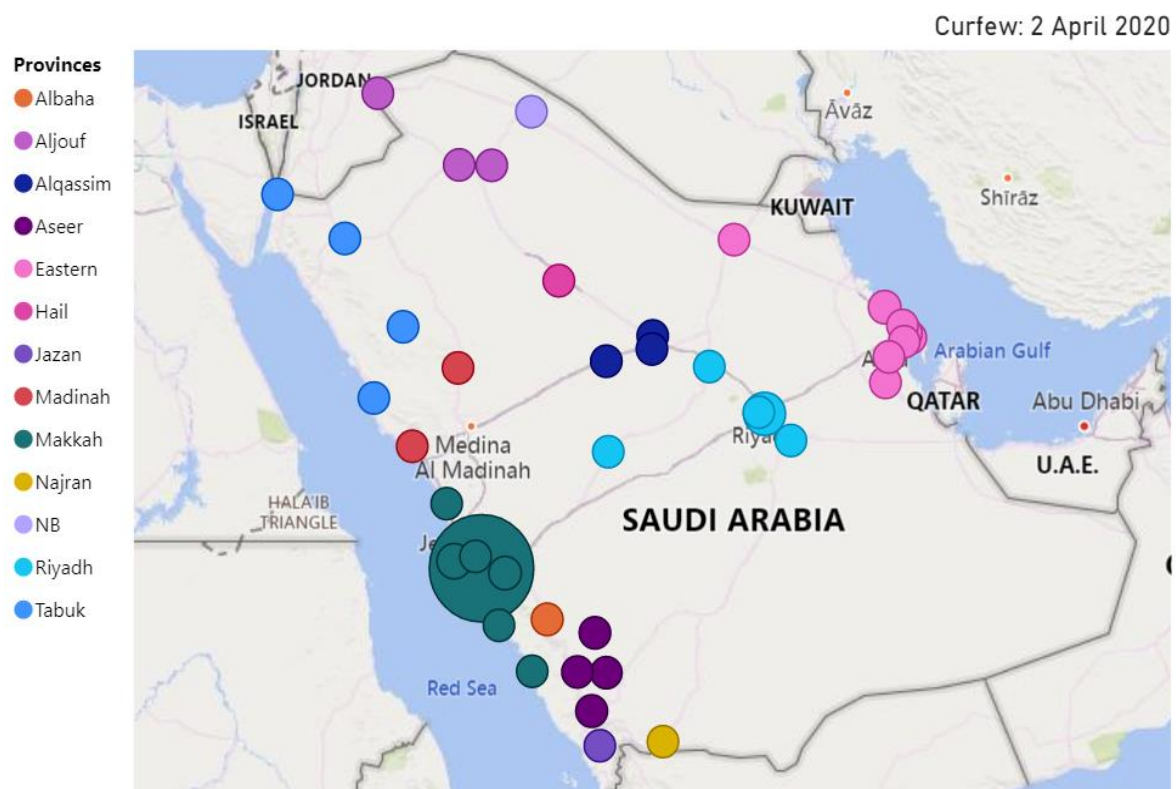 Curfew: 2 April 2020
Provinces
Albaha
Aljouf
Alqassim
Aseer
Eastern
Hail
Jazan
Madinah
Makkah
Najran
NB
Riyadh
Tabuk
JORDAN
ISRAEL
Āvāz
Shīrāz
KUWAIT
Arabian Gulf
QATAR
Abu Dhabi
U.A.E.
Medina
Al Madinah
HALA'IB
TRIANGLE
SAUDI ARABIA
Red Sea